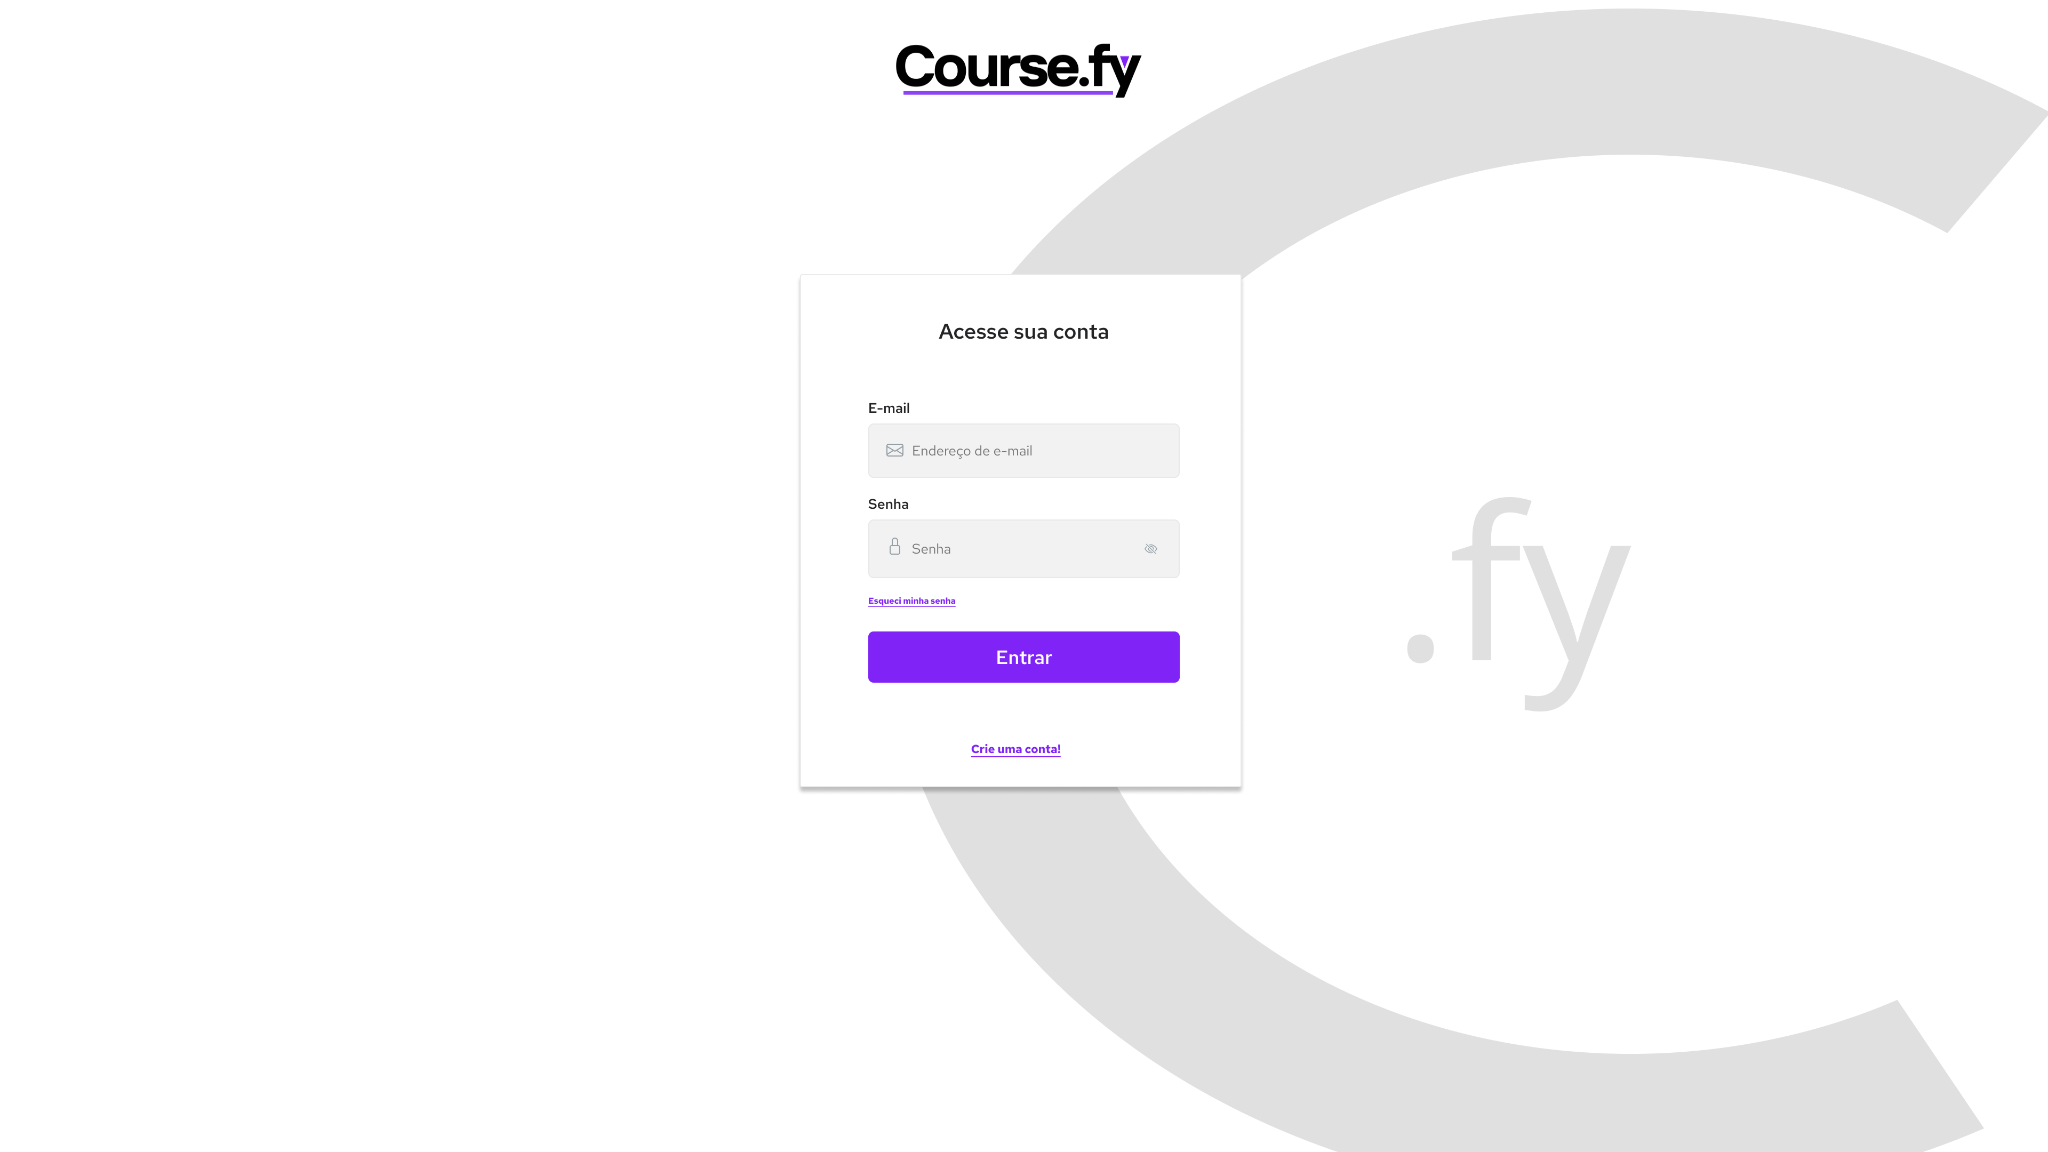 Course.fy
Acesse sua conta
E-mail
Endereço de e-mail
Senha
Senha
Esqueci minha senha
Entrar
Crie uma conta!
C
.fy